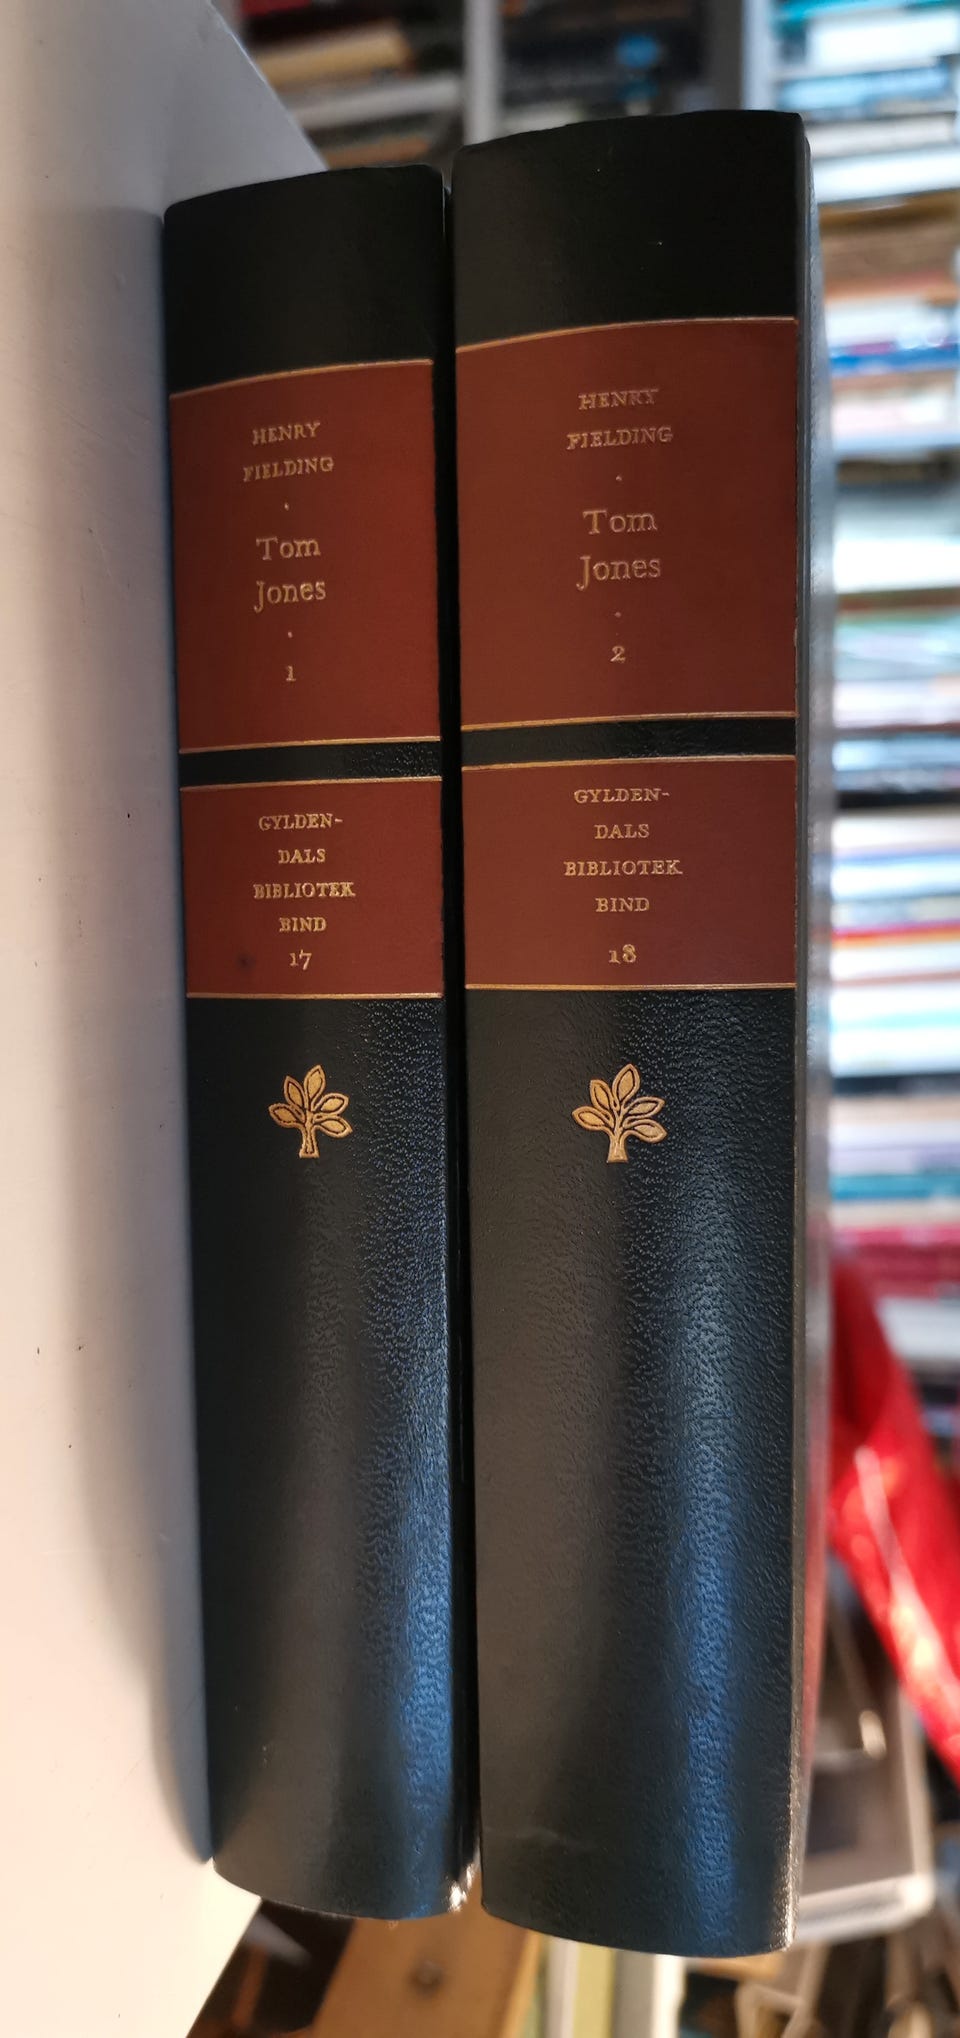 HENRY
FIELDING
Tom
Jones
1
GYLDEN-
DALS
BIBLIOTEK
BIND
17
HENRY
FIELDING
Tom
Jones
2
GYLDEN-
DALS
BIBLIOTEK
BIND
18